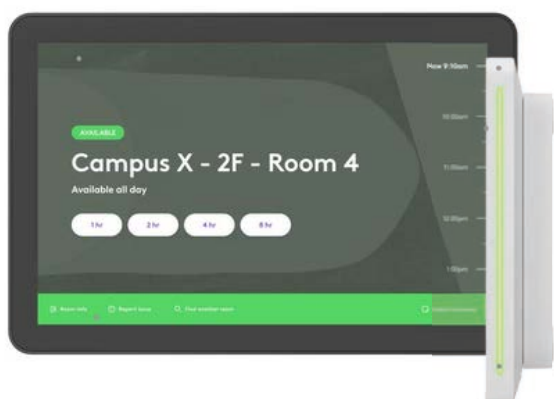 Now 9:10am
10:00am
AVAILABLE
Campus X - 2F - Room 4
11:00am
Available all day
12:00pm
1 hr 2 hr 4 hr 8 hr
1:00pm
Room info Report issue Find another room